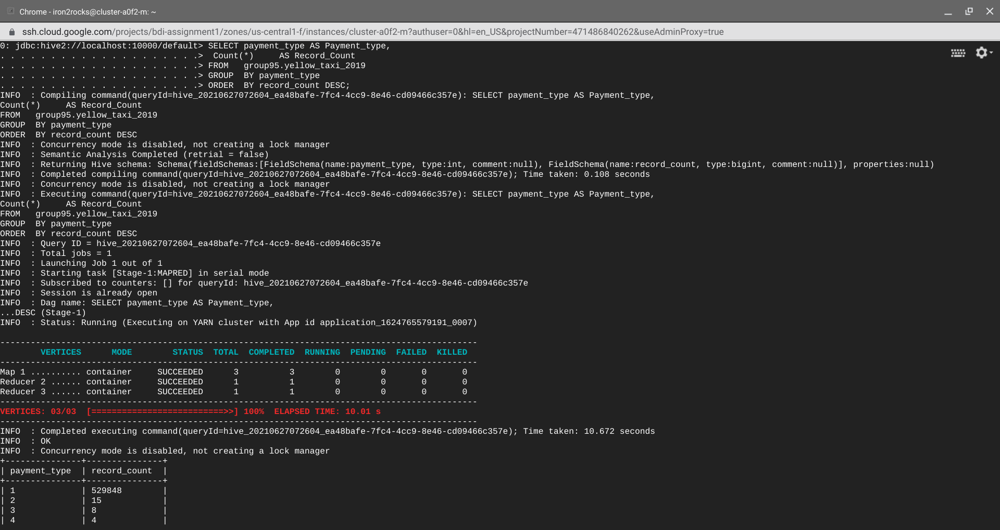 Chrome - iron2rocks@cluster-a0f2-m: ~
ssh.cloud.google.com/projects/bdi-assignment1/zones/us-central1-f/instances/cluster-a0f2-m?authuser=0&hl=en_US&projectNumber=471486840262&useAdminProxy=true
0: jdbc:hive2://localhost:10000/default> SELECT payment_type AS Payment_type,
. . . . . . . . . . . . . . . . . . . .>  Count(*)     AS Record_Count
. . . . . . . . . . . . . . . . . . . .> FROM   group95.yellow_taxi_2019
. . . . . . . . . . . . . . . . . . . .> GROUP  BY payment_type
. . . . . . . . . . . . . . . . . . . .> ORDER  BY record_count DESC;
INFO  : Compiling command(queryId=hive_20210627072604_ea48bafe-7fc4-4cc9-8e46-cd09466c357e): SELECT payment_type AS Payment_type,
Count(*)     AS Record_Count
FROM   group95.yellow_taxi_2019
GROUP  BY payment_type
ORDER  BY record_count DESC
INFO  : Concurrency mode is disabled, not creating a lock manager
INFO  : Semantic Analysis Completed (retrial = false)
INFO  : Returning Hive schema: Schema(fieldSchemas:[FieldSchema(name:payment_type, type:int, comment:null), FieldSchema(name:record_count, type:bigint, comment:null)], properties:null)
INFO  : Completed compiling command(queryId=hive_20210627072604_ea48bafe-7fc4-4cc9-8e46-cd09466c357e); Time taken: 0.108 seconds
INFO  : Concurrency mode is disabled, not creating a lock manager
INFO  : Executing command(queryId=hive_20210627072604_ea48bafe-7fc4-4cc9-8e46-cd09466c357e): SELECT payment_type AS Payment_type,
Count(*)     AS Record_Count
FROM   group95.yellow_taxi_2019
GROUP  BY payment_type
ORDER  BY record_count DESC
INFO  : Query ID = hive_20210627072604_ea48bafe-7fc4-4cc9-8e46-cd09466c357e
INFO  : Total jobs = 1
INFO  : Launching Job 1 out of 1
INFO  : Starting task [Stage-1:MAPRED] in serial mode
INFO  : Subscribed to counters: [] for queryId: hive_20210627072604_ea48bafe-7fc4-4cc9-8e46-cd09466c357e
INFO  : Session is already open
INFO  : Dag name: SELECT payment_type AS Payment_type,
...DESC (Stage-1)
INFO  : Status: Running (Executing on YARN cluster with App id application_1624765579191_0007)
----------------------------------------------------------------------------------------------
        VERTICES      MODE        STATUS  TOTAL  COMPLETED  RUNNING  PENDING  FAILED  KILLED
----------------------------------------------------------------------------------------------
Map 1 .......... container     SUCCEEDED      3          3        0        0       0       0
Reducer 2 ...... container     SUCCEEDED      1          1        0        0       0       0
Reducer 3 ...... container     SUCCEEDED      1          1        0        0       0       0
----------------------------------------------------------------------------------------------
VERTICES: 03/03  [==========================>>] 100%  ELAPSED TIME: 10.01 s
----------------------------------------------------------------------------------------------
INFO  : Completed executing command(queryId=hive_20210627072604_ea48bafe-7fc4-4cc9-8e46-cd09466c357e); Time taken: 10.672 seconds
INFO  : OK
INFO  : Concurrency mode is disabled, not creating a lock manager
+---------------+---------------+
| payment_type  | record_count  |
+---------------+---------------+
| 1             | 529848        |
| 2             | 15            |
| 3             | 8             |
| 4             | 4             |